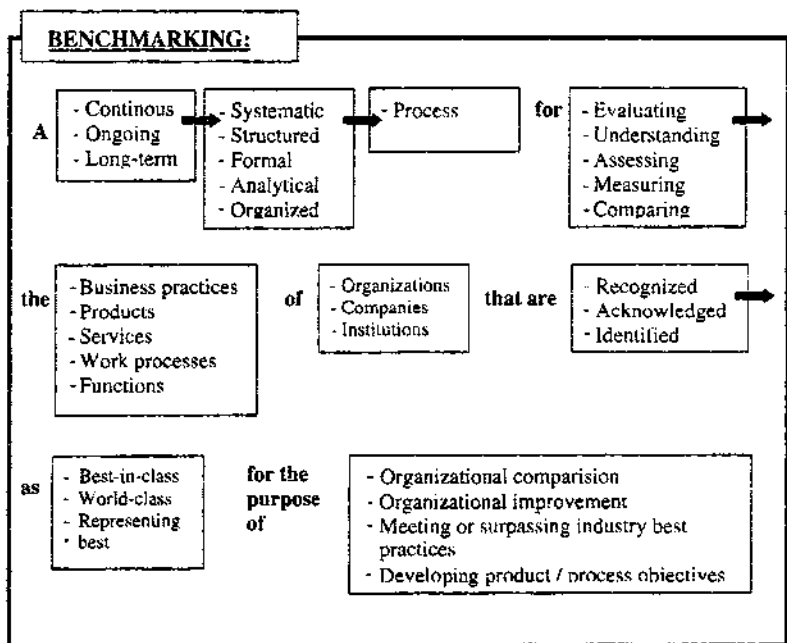 BENCHMARKING:
A
- Continous
- Ongoing
- Long-term
- Systematic
- Structured
- Formal
- Analytical
- Organized
- Process
for
- Evaluating
- Understanding
- Assessing
- Measuring
- Comparing
the
- Business practices
- Products
- Services
- Work processes
- Functions
of
- Organizations
- Companies
- Institutions
that are
- Recognized
- Acknowledged
- Identified
as
- Best-in-class
- World-class
- Representing
- best
for the
purpose
of
- Organizational comparision
- Organizational improvement
- Meeting or surpassing industry best
practices
- Developing product / process objectives